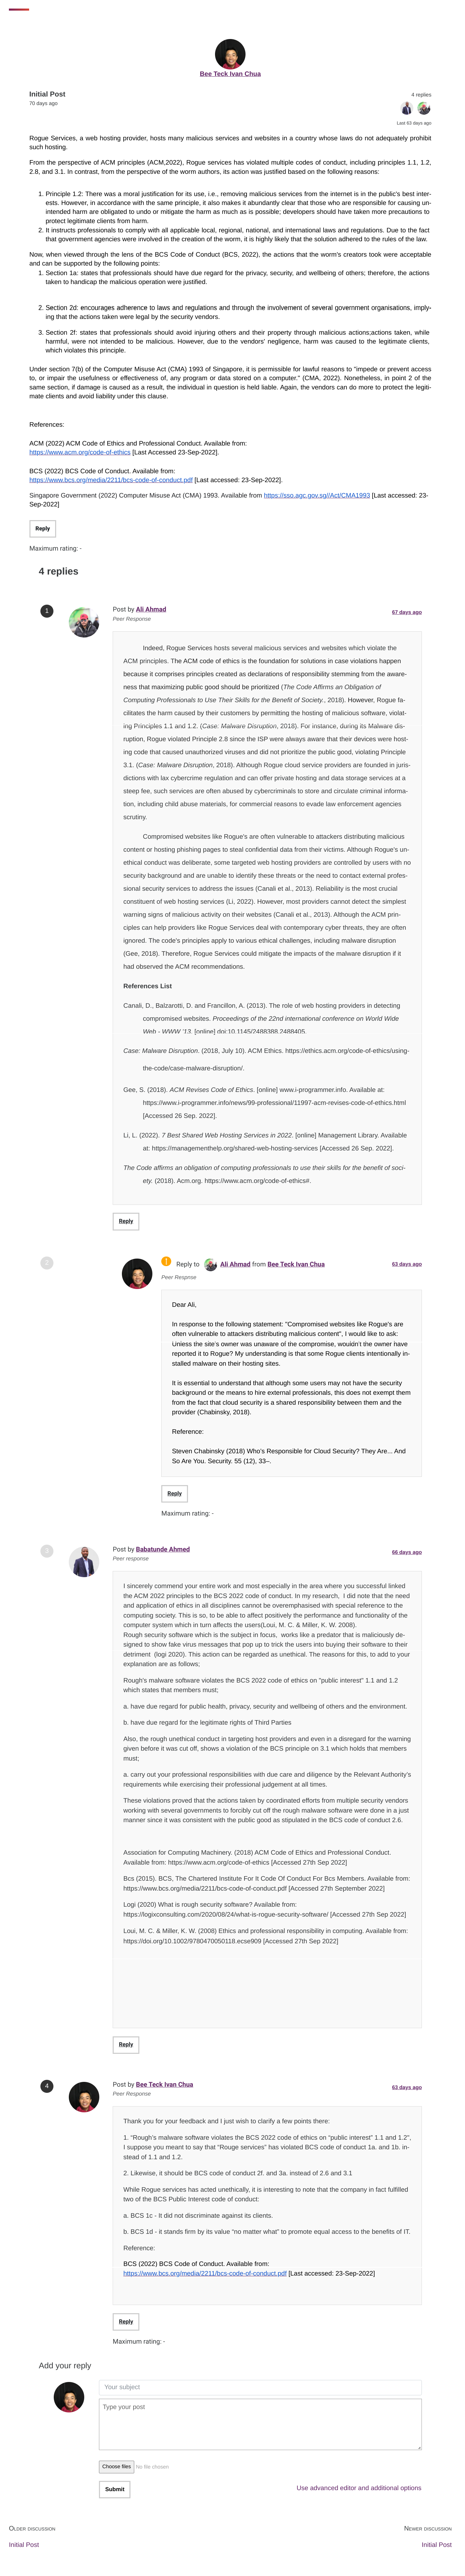 Bee Teck Ivan Chua
Initial Post
70 days ago
4 replies
Last 63 days ago
Rogue Services, a web hosting provider, hosts many malicious services and websites in a country whose laws do not adequately prohibit
such hosting.
From the perspective of ACM principles (ACM,2022), Rogue services has violated multiple codes of conduct, including principles 1.1, 1.2,
2.8, and 3.1. In contrast, from the perspective of the worm authors, its action was justified based on the following reasons:
1. Principle 1.2: There was a moral justification for its use, i.e., removing malicious services from the internet is in the public's best inter-
ests. However, in accordance with the same principle, it also makes it abundantly clear that those who are responsible for causing un-
intended harm are obligated to undo or mitigate the harm as much as is possible; developers should have taken more precautions to
protect legitimate clients from harm.
2. It instructs professionals to comply with all applicable local, regional, national, and international laws and regulations. Due to the fact
that government agencies were involved in the creation of the worm, it is highly likely that the solution adhered to the rules of the law.
Now, when viewed through the lens of the BCS Code of Conduct (BCS, 2022), the actions that the worm's creators took were acceptable
and can be supported by the following points:
1. Section 1a: states that professionals should have due regard for the privacy, security, and wellbeing of others; therefore, the actions
taken to handicap the malicious operation were justified.
2. Section 2d: encourages adherence to laws and regulations and through the involvement of several government organisations, imply-
ing that the actions taken were legal by the security vendors.
3. Section 2f: states that professionals should avoid injuring others and their property through malicious actions;actions taken, while
harmful, were not intended to be malicious. However, due to the vendors' negligence, harm was caused to the legitimate clients,
which violates this principle.
Under section 7(b) of the Computer Misuse Act (CMA) 1993 of Singapore, it is permissible for lawful reasons to "impede or prevent access
to, or impair the usefulness or effectiveness of, any program or data stored on a computer." (CMA, 2022). Nonetheless, in point 2 of the
same section, if damage is caused as a result, the individual in question is held liable. Again, the vendors can do more to protect the legiti-
mate clients and avoid liability under this clause.
References:
ACM (2022) ACM Code of Ethics and Professional Conduct. Available from:
https://www.acm.org/code-of-ethics [Last Accessed 23-Sep-2022].
BCS (2022) BCS Code of Conduct. Available from:
https://www.bcs.org/media/2211/bcs-code-of-conduct.pdf [Last accessed: 23-Sep-2022].
Singapore Government (2022) Computer Misuse Act (CMA) 1993. Available from https://sso.agc.gov.sg//Act/CMA1993 [Last accessed: 23-
Sep-2022]
Reply
Maximum rating: -
4 replies
1
Post by Ali Ahmad
67 days ago
Peer Response
Indeed, Rogue Services hosts several malicious services and websites which violate the
ACM principles. The ACM code of ethics is the foundation for solutions in case violations happen
because it comprises principles created as declarations of responsibility stemming from the aware-
ness that maximizing public good should be prioritized (The Code Affirms an Obligation of
Computing Professionals to Use Their Skills for the Benefit of Society., 2018). However, Rogue fa-
cilitates the harm caused by their customers by permitting the hosting of malicious software, violat-
ing Principles 1.1 and 1.2. (Case: Malware Disruption, 2018). For instance, during its Malware dis-
ruption, Rogue violated Principle 2.8 since the ISP were always aware that their devices were host-
ing code that caused unauthorized viruses and did not prioritize the public good, violating Principle
3.1. (Case: Malware Disruption, 2018). Although Rogue cloud service providers are founded in juris-
dictions with lax cybercrime regulation and can offer private hosting and data storage services at a
steep fee, such services are often abused by cybercriminals to store and circulate criminal informa-
tion, including child abuse materials, for commercial reasons to evade law enforcement agencies
scrutiny.
Compromised websites like Rogue's are often vulnerable to attackers distributing malicious
content or hosting phishing pages to steal confidential data from their victims. Although Rogue's un-
ethical conduct was deliberate, some targeted web hosting providers are controlled by users with no
security background and are unable to identify these threats or the need to contact external profes-
sional security services to address the issues (Canali et al., 2013). Reliability is the most crucial
constituent of web hosting services (Li, 2022). However, most providers cannot detect the simplest
warning signs of malicious activity on their websites (Canali et al., 2013). Although the ACM prin-
ciples can help providers like Rogue Services deal with contemporary cyber threats, they are often
ignored. The code's principles apply to various ethical challenges, including malware disruption
(Gee, 2018). Therefore, Rogue Services could mitigate the impacts of the malware disruption if it
had observed the ACM recommendations.
References List
Canali, D., Balzarotti, D. and Francillon, A. (2013). The role of web hosting providers in detecting
compromised websites. Proceedings of the 22nd international conference on World Wide
Web - WWW '13. [online] doi:10.1145/2488388.2488405.
Case: Malware Disruption. (2018, July 10). ACM Ethics. https://ethics.acm.org/code-of-ethics/using-
the-code/case-malware-disruption/.
Gee, S. (2018). ACM Revises Code of Ethics. [online] www.i-programmer.info. Available at:
https://www.i-programmer.info/news/99-professional/11997-acm-revises-code-of-ethics.html
[Accessed 26 Sep. 2022].
Li, L. (2022). 7 Best Shared Web Hosting Services in 2022. [online] Management Library. Available
at: https://managementhelp.org/shared-web-hosting-services [Accessed 26 Sep. 2022].
The Code affirms an obligation of computing professionals to use their skills for the benefit of soci-
ety. (2018). Acm.org. https://www.acm.org/code-of-ethics#.
Reply
2
Reply to Ali Ahmad from Bee Teck Ivan Chua
63 days ago
Peer Respnse
Dear Ali,
In response to the following statement: "Compromised websites like Rogue's are
often vulnerable to attackers distributing malicious content", I would like to ask:
Unless the site's owner was unaware of the compromise, wouldn't the owner have
reported it to Rogue? My understanding is that some Rogue clients intentionally in-
stalled malware on their hosting sites.
It is essential to understand that although some users may not have the security
background or the means to hire external professionals, this does not exempt them
from the fact that cloud security is a shared responsibility between them and the
provider (Chabinsky, 2018).
Reference:
Steven Chabinsky (2018) Who's Responsible for Cloud Security? They Are... And
So Are You. Security. 55 (12), 33–.
Reply
Maximum rating: -
3
Post by Babatunde Ahmed
66 days ago
Peer response
I sincerely commend your entire work and most especially in the area where you successful linked
the ACM 2022 principles to the BCS 2022 code of conduct. In my research,  I did note that the need
and application of ethics in all disciplines cannot be overemphasised with special reference to the
computing society. This is so, to be able to affect positively the performance and functionality of the
computer system which in turn affects the users(Loui, M. C. & Miller, K. W. 2008).
Rough security software which is the subject in focus,  works like a predator that is maliciously de-
signed to show fake virus messages that pop up to trick the users into buying their software to their
detriment  (logi 2020). This action can be regarded as unethical. The reasons for this, to add to your
explanation are as follows;
Rough's malware software violates the BCS 2022 code of ethics on "public interest" 1.1 and 1.2
which states that members must;
a. have due regard for public health, privacy, security and wellbeing of others and the environment.
b. have due regard for the legitimate rights of Third Parties
Also, the rough unethical conduct in targeting host providers and even in a disregard for the warning
given before it was cut off, shows a violation of the BCS principle on 3.1 which holds that members
must;
a. carry out your professional responsibilities with due care and diligence by the Relevant Authority's
requirements while exercising their professional judgement at all times.
These violations proved that the actions taken by coordinated efforts from multiple security vendors
working with several governments to forcibly cut off the rough malware software were done in a just
manner since it was consistent with the public good as stipulated in the BCS code of conduct 2.6.
Association for Computing Machinery. (2018) ACM Code of Ethics and Professional Conduct.
Available from: https://www.acm.org/code-of-ethics [Accessed 27th Sep 2022]
Bcs (2015). BCS, The Chartered Institute For It Code Of Conduct For Bcs Members. Available from:
https://www.bcs.org/media/2211/bcs-code-of-conduct.pdf [Accessed 27th September 2022]
Logi (2020) What is rough security software? Available from:
https://logixconsulting.com/2020/08/24/what-is-rogue-security-software/ [Accessed 27th Sep 2022]
Loui, M. C. & Miller, K. W. (2008) Ethics and professional responsibility in computing. Available from:
https://doi.org/10.1002/9780470050118.ecse909 [Accessed 27th Sep 2022]
Reply
4
Post by Bee Teck Ivan Chua
63 days ago
Peer Response
Thank you for your feedback and I just wish to clarify a few points there:
1. "Rough's malware software violates the BCS 2022 code of ethics on "public interest" 1.1 and 1.2",
I suppose you meant to say that "Rouge services" has violated BCS code of conduct 1a. and 1b. in-
stead of 1.1 and 1.2.
2. Likewise, it should be BCS code of conduct 2f. and 3a. instead of 2.6 and 3.1
While Rogue services has acted unethically, it is interesting to note that the company in fact fulfilled
two of the BCS Public Interest code of conduct:
a. BCS 1c - It did not discriminate against its clients.
b. BCS 1d - it stands firm by its value "no matter what" to promote equal access to the benefits of IT.
Reference:
BCS (2022) BCS Code of Conduct. Available from:
https://www.bcs.org/media/2211/bcs-code-of-conduct.pdf [Last accessed: 23-Sep-2022]
Reply
Maximum rating: -
Add your reply
Your subject
Type your post
Choose files No file chosen
Submit
Use advanced editor and additional options
Older discussion
Newer discussion
Initial Post
Initial Post